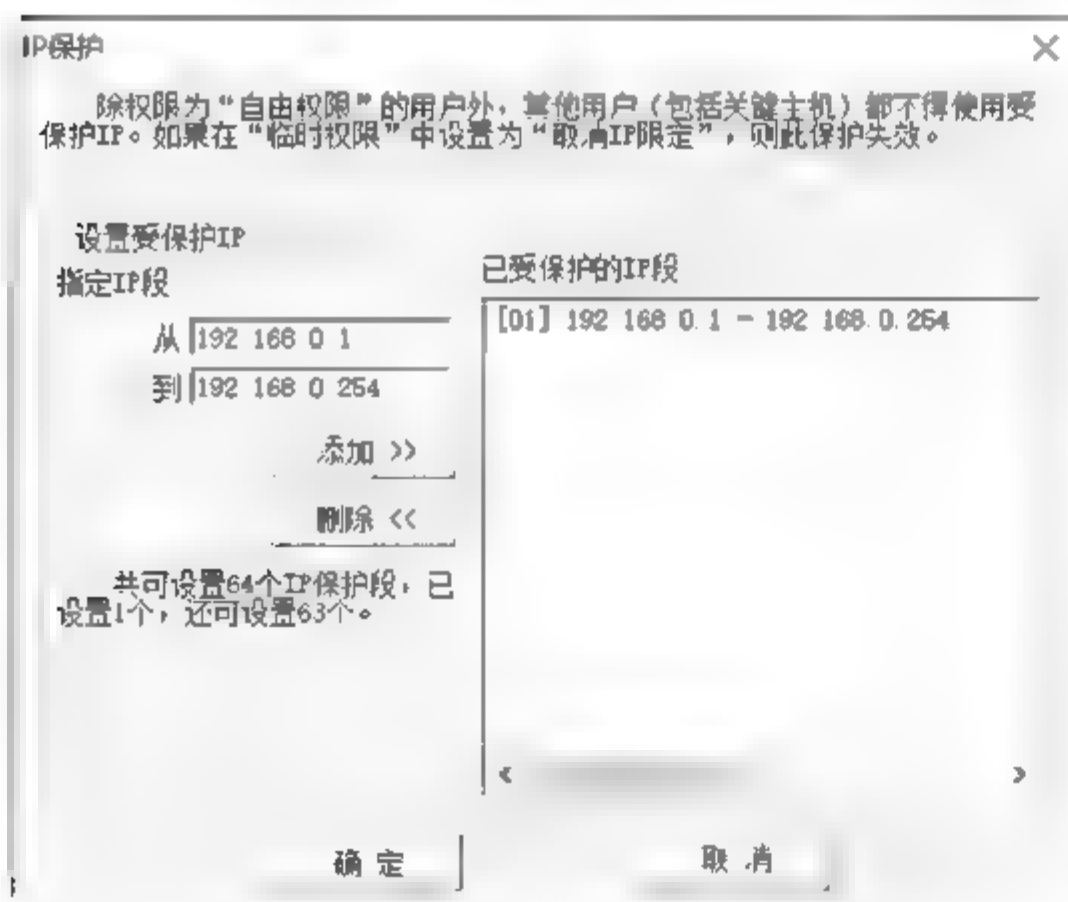 IP保护
除权限为“自由权限”的用户外，其他用户（包括关键主机）都不得使用受
保护IP。如果在“临时权限”中设置为“取消IP限定”，则此保护失效。
设置受保护IP
指定IP段
从 192 168 0 1
到 192 168 0 254
添加 >>
删除 <<
共可设置64个IP保护段，已
设置1个，还可设置63个。
已受保护的IP段
[01] 192 168 0.1 - 192 168.0.254
确 定
取 消